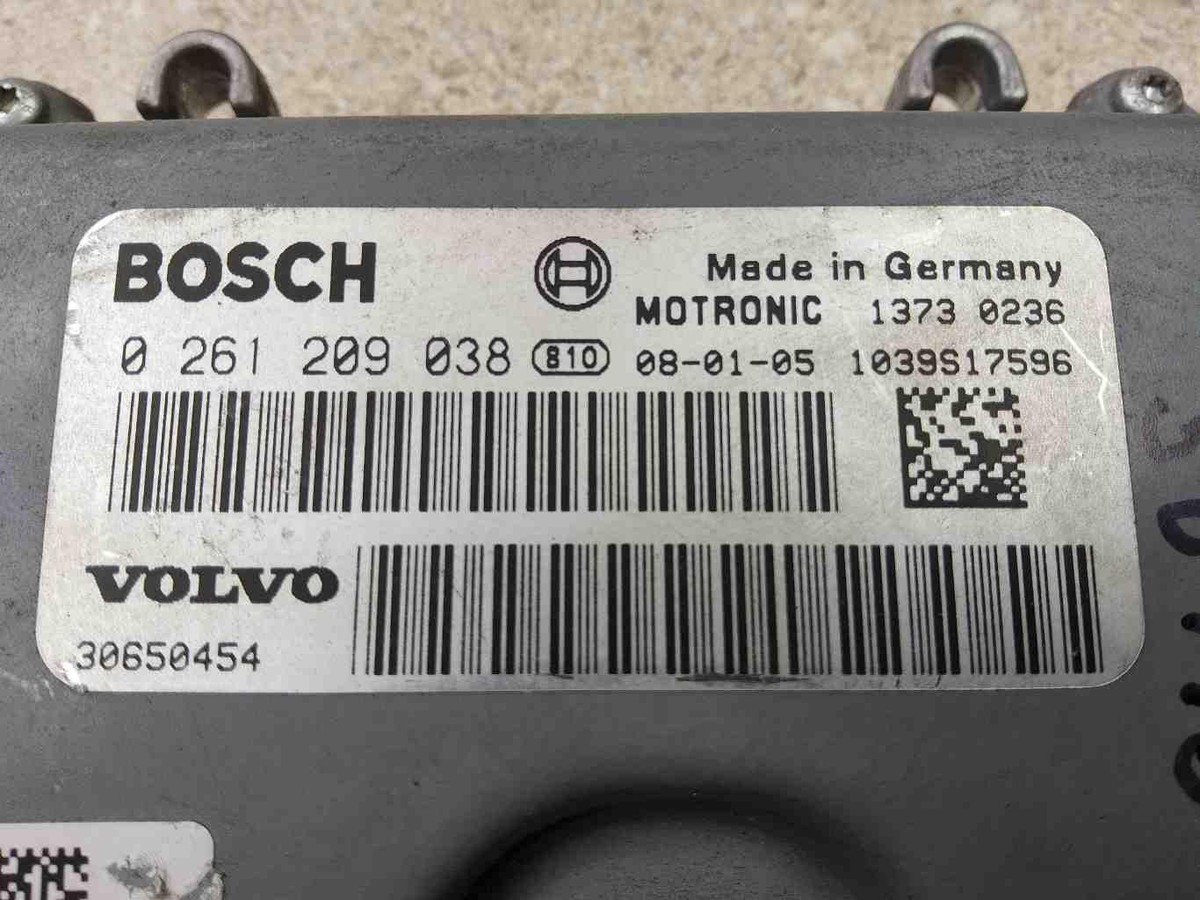 BOSCH
Made in Germany
MOTRONIC 1373 0236
0 261 209 038 810 08-01-05 1039S17596
VOLVO
30650454